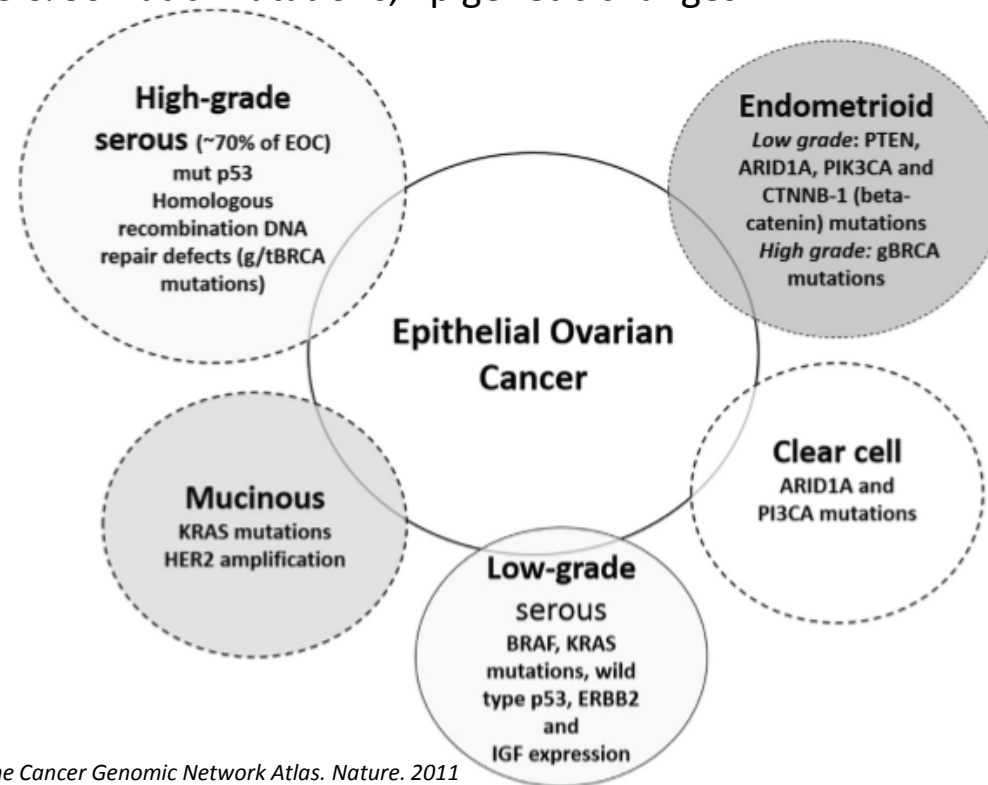 High-grade
serous (~70% of EOC)
mut p53
Homologous
recombination DNA
repair defects (g/tBRCA
mutations)
Endometrioid
Low grade: PTEN,
ARID1A, PIK3CA and
CTNNB-1 (beta-
catenin) mutations
High grade: gBRCA
mutations
Epithelial Ovarian
Cancer
Clear cell
ARID1A and
PI3CA mutations
Mucinous
KRAS mutations
HER2 amplification
Low-grade
serous
BRAF, KRAS
mutations, wild
type p53, ERBB2
and
IGF expression
Cancer Genomic Network Atlas. Nature. 2011